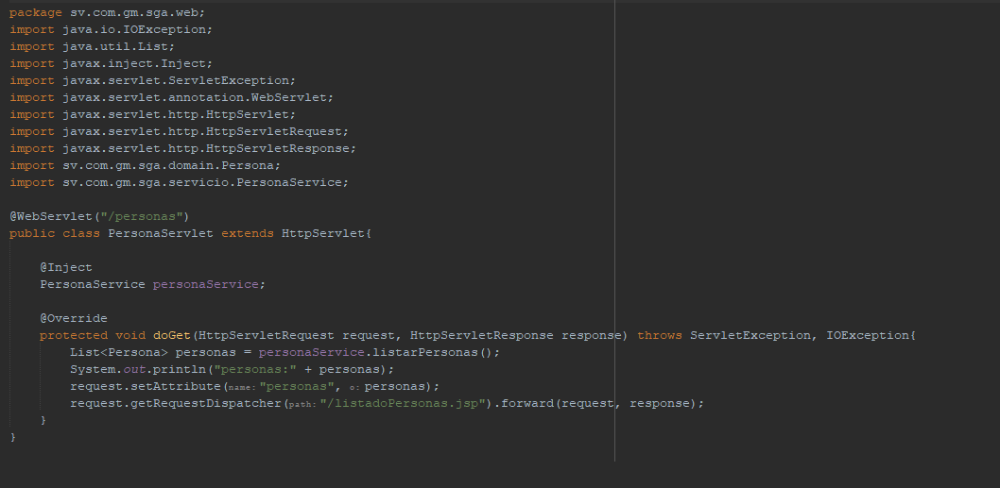 package sv.com.gm.sga.web;
import java.io.IOException;
import java.util.List;
import javax.inject.Inject;
import javax.servlet.ServletException;
import javax.servlet.annotation.WebServlet;
import javax.servlet.http.HttpServlet;
import javax.servlet.http.HttpServletRequest;
import javax.servlet.http.HttpServletResponse;
import sv.com.gm.sga.domain.Persona;
import sv.com.gm.sga.servicio.PersonaService;
@WebServlet("/personas")
public class PersonaServlet extends HttpServlet{
@Inject
PersonaService personaService;
@Override
protected void doGet(HttpServletRequest request, HttpServletResponse response) throws ServletException, IOException{
List<Persona> personas = personaService.listarPersonas();
System.out.println("personas:" + personas);
request.setAttribute(name: "personas", o: personas);
request.getRequestDispatcher(path: "/listadoPersonas.jsp").forward(request, response);
}
}